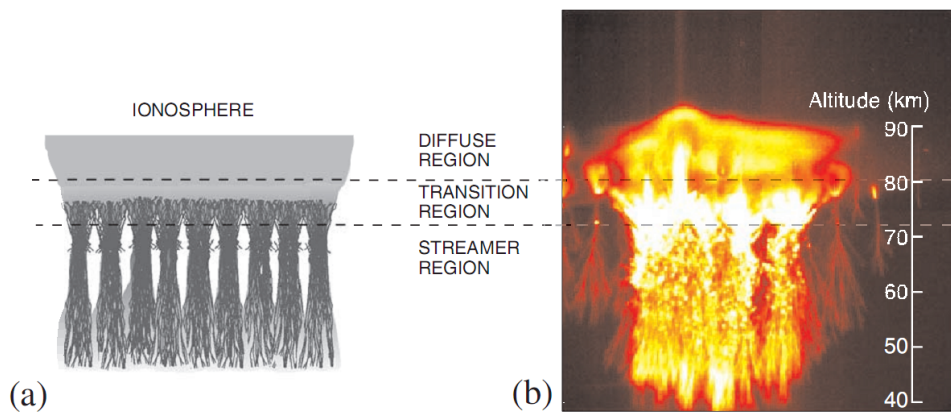 IONOSPHERE
DIFFUSE
REGION
TRANSITION
REGION
STREAMER
REGION
(a)
(b)
Altitude (km)
90
80
70
60
50
40